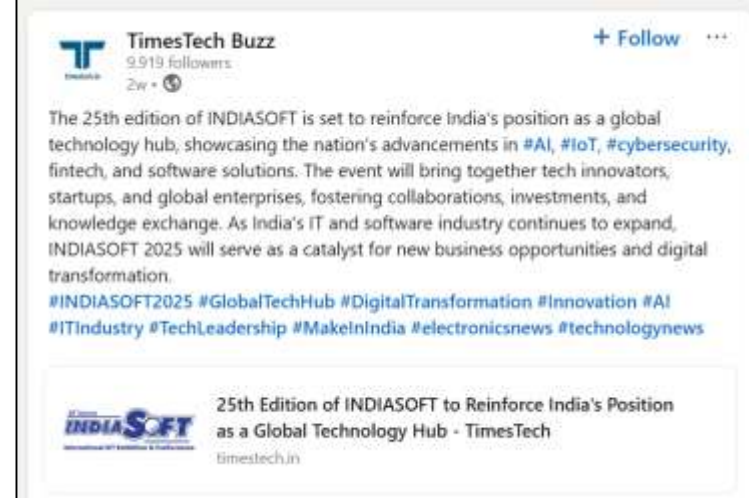 TimesTech Buzz
+ Follow ...
9,919 followers
2w •
The 25th edition of INDIASOFT is set to reinforce India's position as a global
technology hub, showcasing the nation's advancements in #AI, #IoT, #cybersecurity,
fintech, and software solutions. The event will bring together tech innovators,
startups, and global enterprises, fostering collaborations, investments, and
knowledge exchange. As India's IT and software industry continues to expand,
INDIASOFT 2025 will serve as a catalyst for new business opportunities and digital
transformation.
#INDIASOFT2025 #GlobalTechHub #DigitalTransformation #Innovation #AI
#ITIndustry #TechLeadership #MakeInIndia #electronicsnews #technologynews
INDIASOFT
International ICT Exhibition & Conference
25th Edition of INDIASOFT to Reinforce India's Position
as a Global Technology Hub - TimesTech
timestech.in